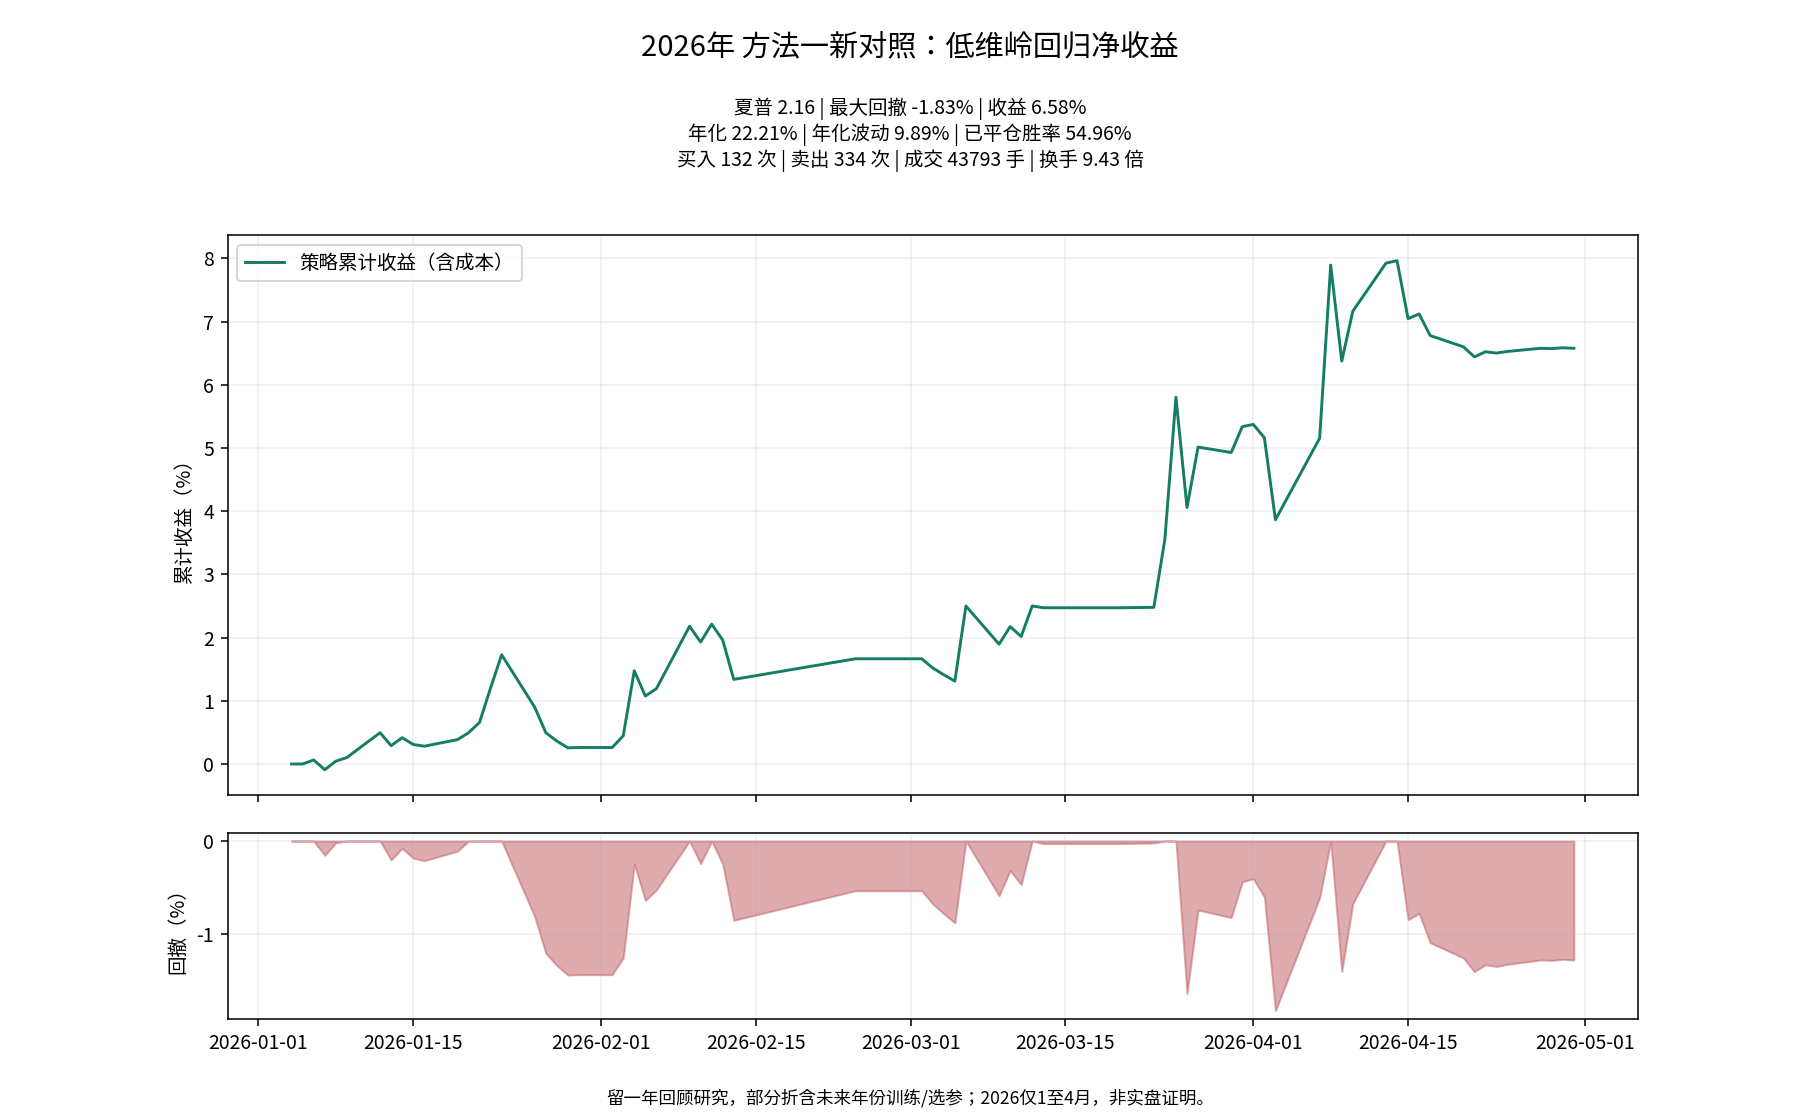 2026年 方法一新对照：低维岭回归净收益
夏普 2.16 | 最大回撤 -1.83% | 收益 6.58%
年化 22.21% | 年化波动 9.89% | 已平仓胜率 54.96%
买入 132 次 | 卖出 334 次 | 成交 43793 手 | 换手 9.43 倍
策略累计收益（含成本）
累计收益（%）
8
7
6
5
4
3
2
1
0
回撤（%）
0
-1
2026-01-01
2026-01-15
2026-02-01
2026-02-15
2026-03-01
2026-03-15
2026-04-01
2026-04-15
2026-05-01
留一年回顾研究，部分折含未来年份训练/选参；2026仅1至4月，非实盘证明。